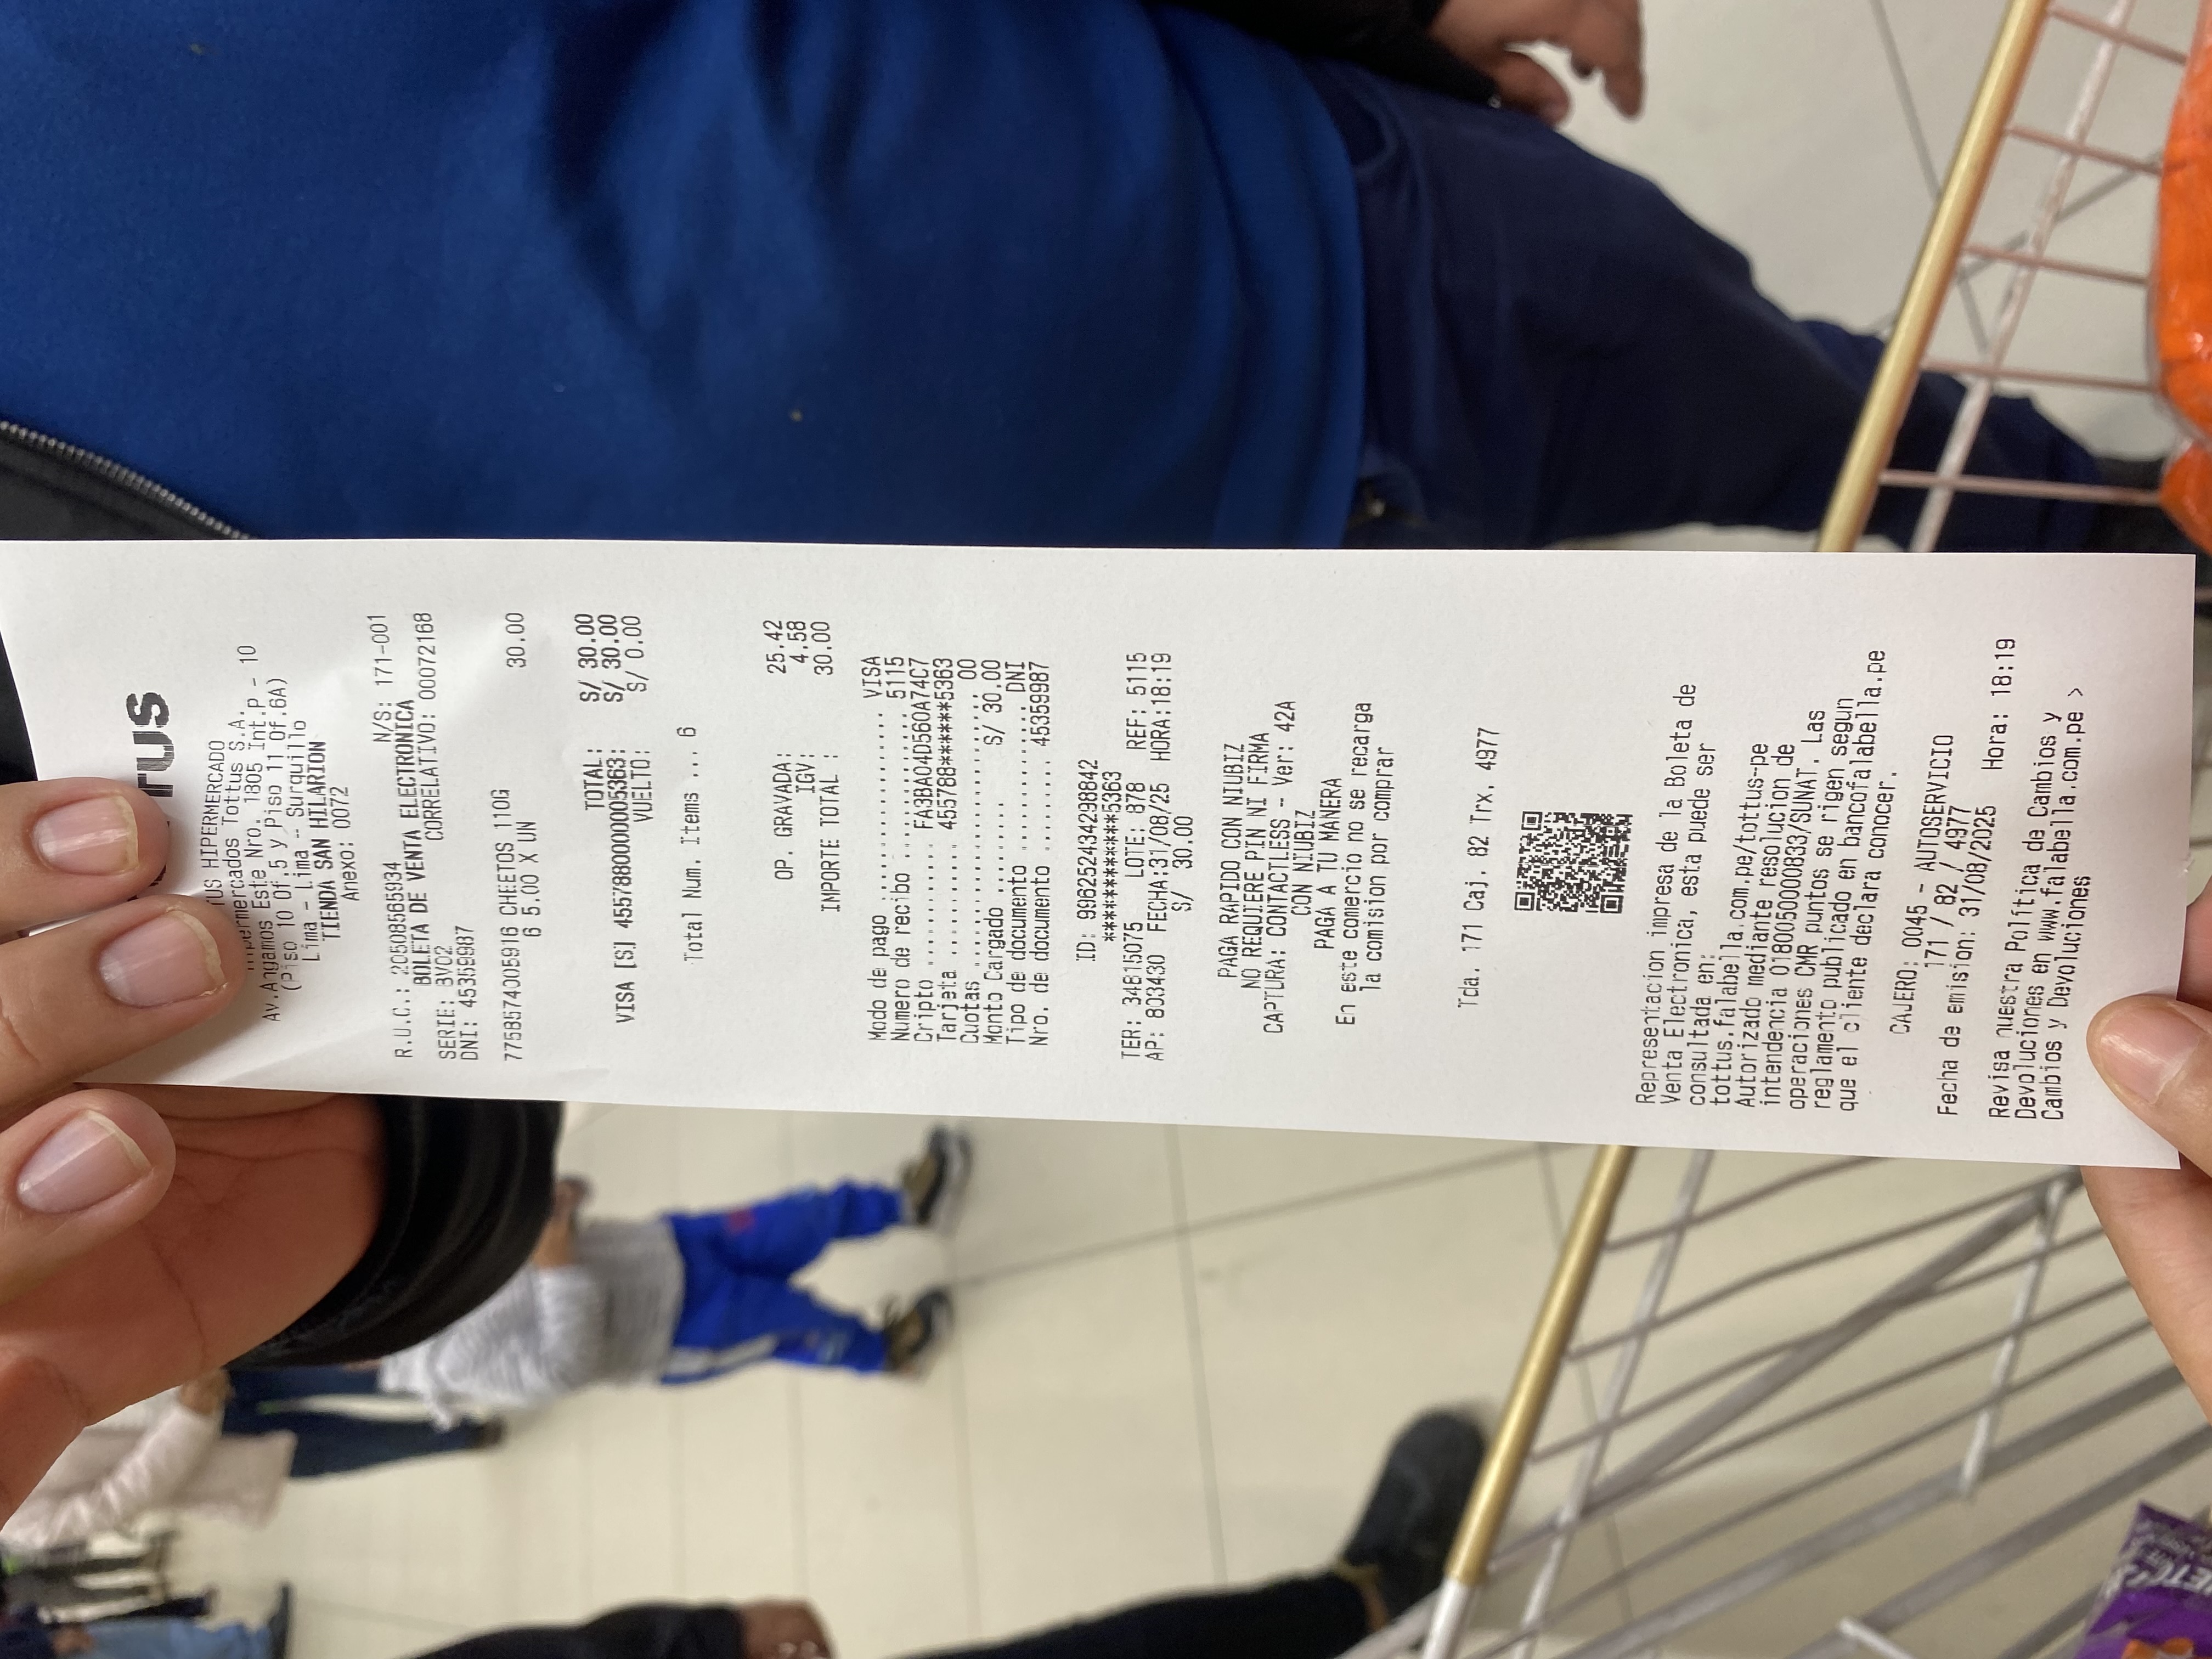 TUS
TUS HIPERMERCADO
permercados Tottus S.A.
Av.Angamos Este Nro. 1805 Int.P - 10
(Piso 10 Of.5 y Piso 11 Of.6A)
Lima - Lima - Surquillo
TIENDA SAN HILARION
Anexo: 0072
R.U.C.: 20508565934 N/S: 171-001
BOLETA DE VENTA ELECTRONICA
SERIE: BV02 CORRELATIVO: 00072168
DNI: 45359987
7758574005916 CHEETOS 110G
6 5.00 X UN 30.00
TOTAL: S/ 30.00
VISA [S] 4557880000005363: S/ 30.00
VUELTO: S/ 0.00
Total Num. Items ... 6
OP. GRAVADA: 25.42
IGV: 4.58
IMPORTE TOTAL : 30.00
Modo de pago .................. VISA
Numero de recibo .............. 5115
Cripto ............ FA3BA04D560A74C7
Tarjeta ........... 455788******5363
Cuotas .......................... 00
Monto Cargado ......... S/ 30.00
Tipo de documento .............. DNI
Nro. de documento ......... 45359987
ID: 996252434298842
************5363
TER: 34815075 LOTE: 878 REF: 5115
AP: 803430 FECHA:31/08/25 HORA:18:19
S/ 30.00
PAGA RAPIDO CON NIUBIZ
NO REQUIERE PIN NI FIRMA
CAPTURA: CONTACTLESS - Ver: 42A
CON NIUBIZ
PAGA A TU MANERA
En este comercio no se recarga
la comision por comprar
Tda. 171 Caj. 82 Trx. 4977
Representacion impresa de la Boleta de
Venta Electronica, esta puede ser
consultada en:
tottus.falabella.com.pe/tottus-pe
Autorizado mediante resolucion de
intendencia 0180050000833/SUNAT. Las
operaciones CMR puntos se rigen segun
reglamento publicado en bancofalabella.pe
que el cliente declara conocer.
CAJERO: 0045 - AUTOSERVICIO
171 / 82 / 4977
Fecha de emision: 31/08/2025 Hora: 18:19
Revisa nuestra Política de Cambios y
Devoluciones en www.falabella.com.pe >
Cambios y Devoluciones